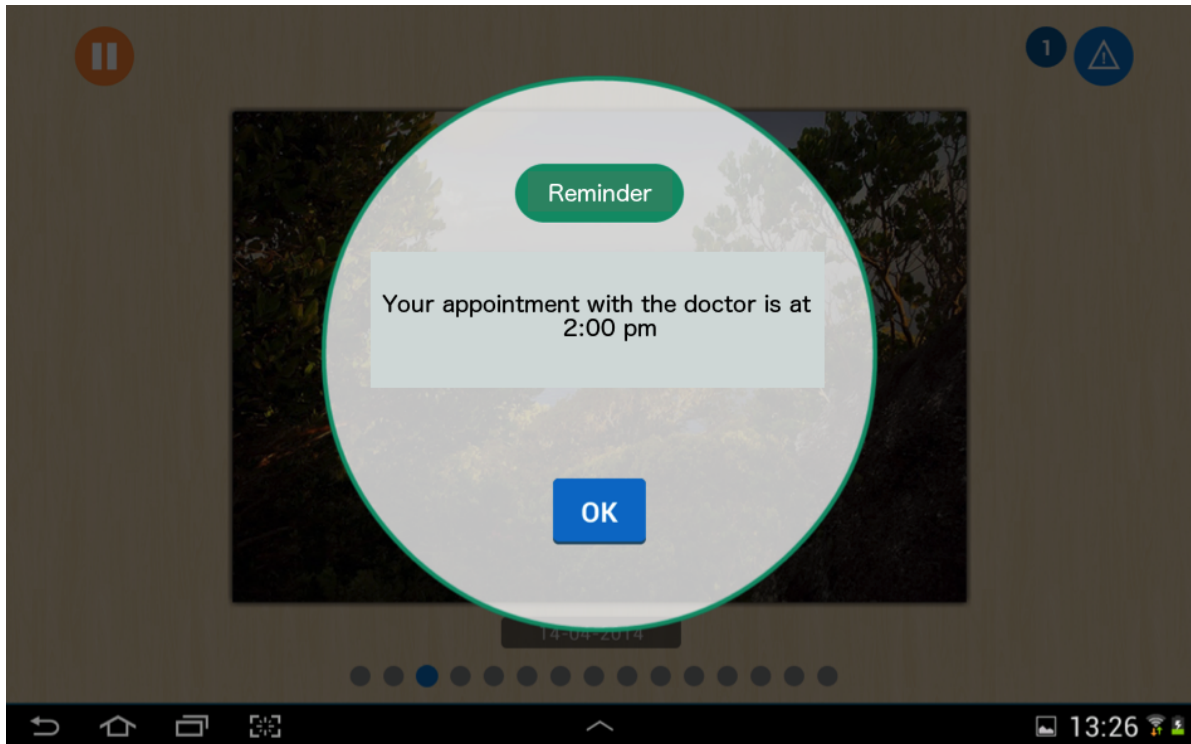 1
Reminder
Your appointment with the doctor is at
2:00 pm
OK
14-04-2014
13:26